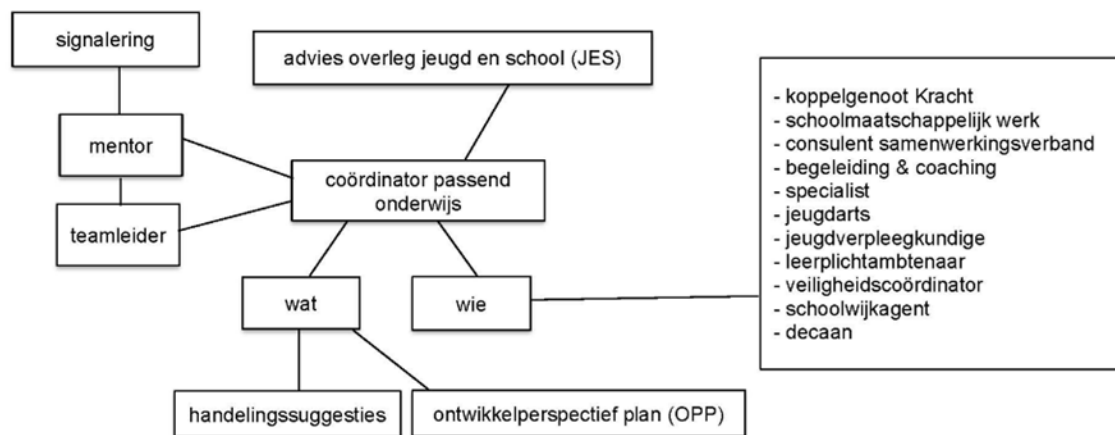 signalering
advies overleg jeugd en school (JES)
mentor
teamleider
coördinator passend
onderwijs
wat
wie
handelingssuggesties
ontwikkelperspectief plan (OPP)
- koppelgenoot Kracht
- schoolmaatschappelijk werk
- consulent samenwerkingsverband
- begeleiding & coaching
- specialist
- jeugdarts
- jeugdverpleegkundige
- leerplichtambtenaar
- veiligheidscoördinator
- schoolwijkagent
- decaan